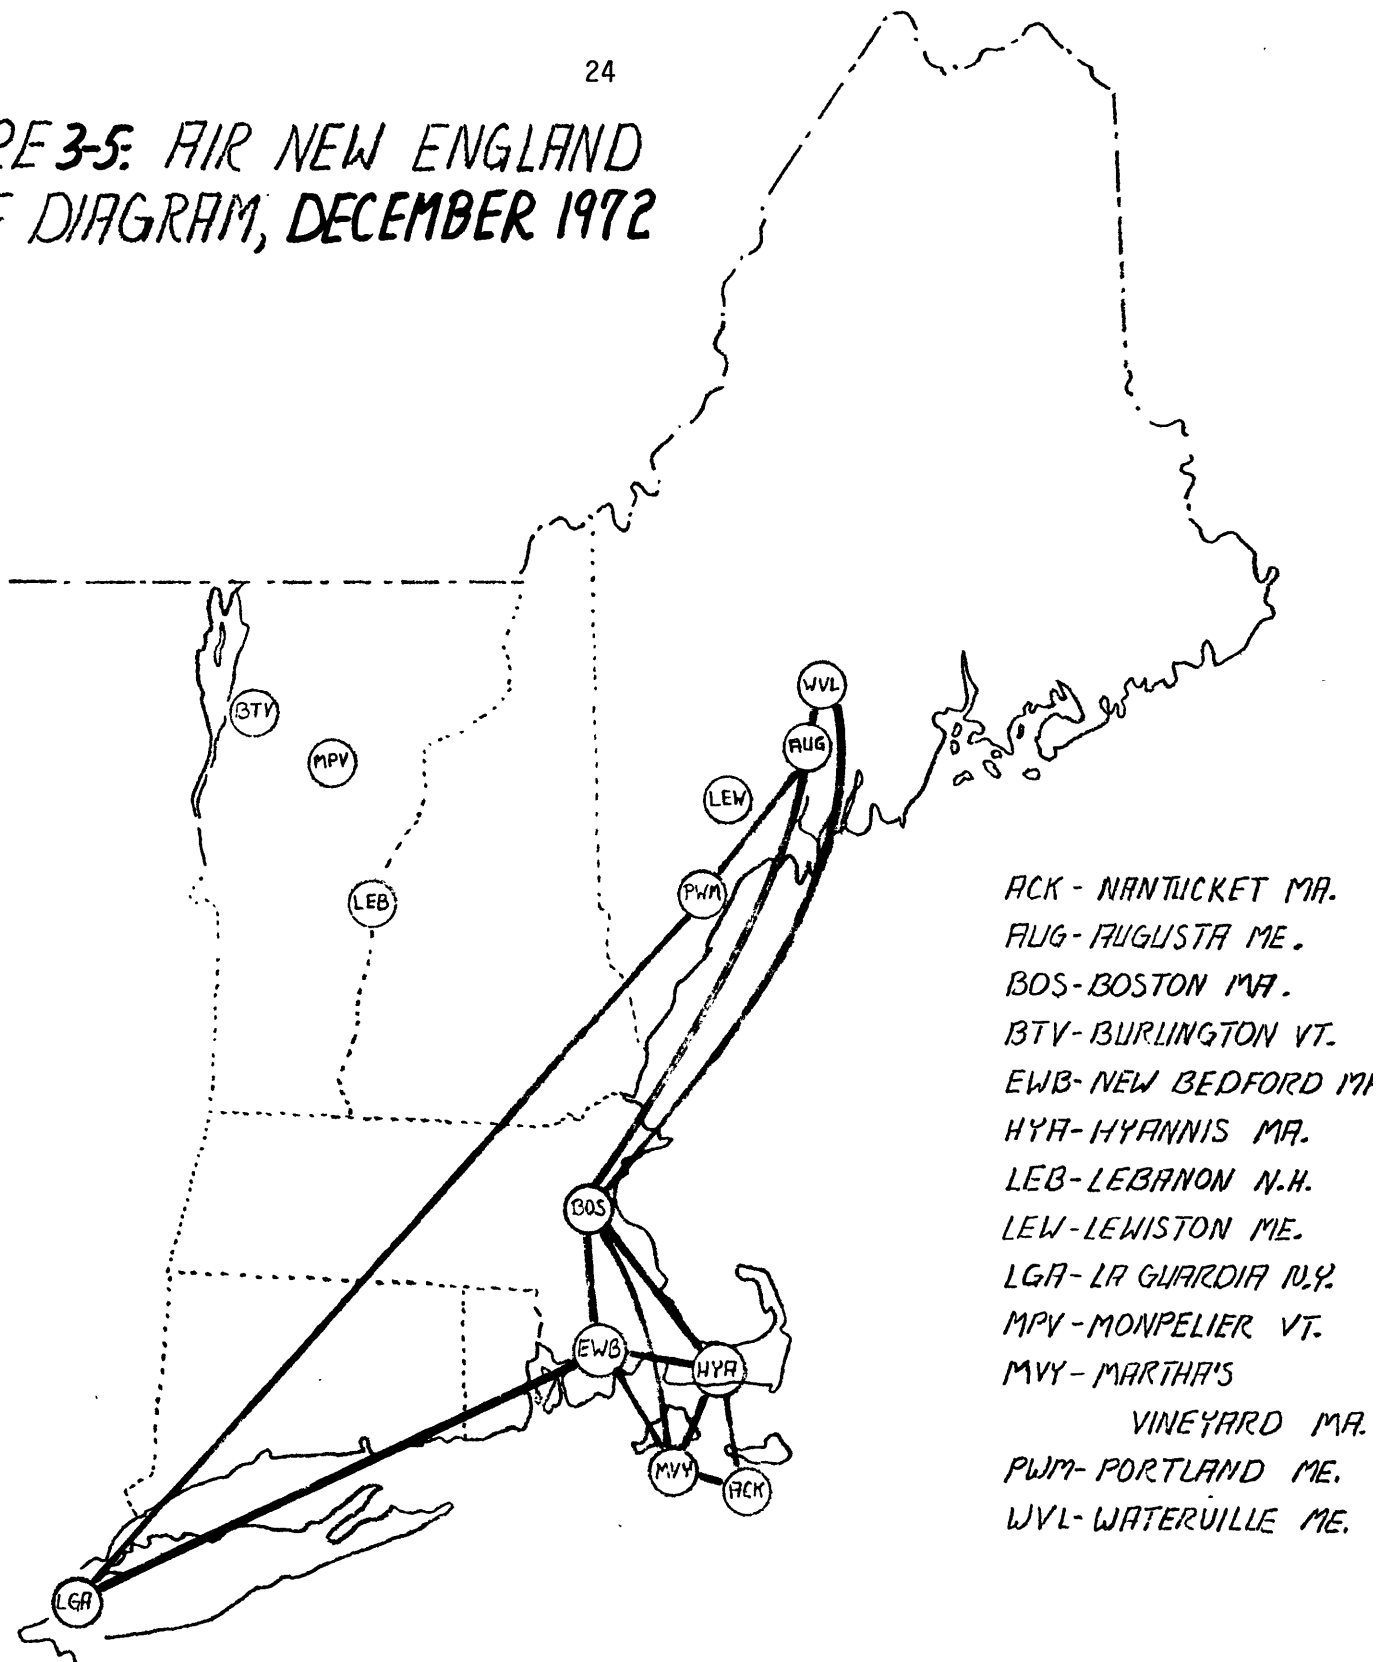 24
RE 3-5: AIR NEW ENGLAND
DIAGRAM, DECEMBER 1972
WVL
AUG
BTV
MPV
LEW
PWM
LEB
BOS
EWB
HYA
MVY
ACK
LGA
ACK - NANTUCKET MA.
AUG - AUGUSTA ME.
BOS - BOSTON MA.
BTV - BURLINGTON VT.
EWB - NEW BEDFORD MA
HYA - HYANNIS MA.
LEB - LEBANON N.H.
LEW - LEWISTON ME.
LGA - LA GUARDIA N.Y.
MPV - MONPELIER VT.
MVY - MARTHA'S
VINEYARD MA.
PWM - PORTLAND ME.
WVL - WATERVILLE ME.